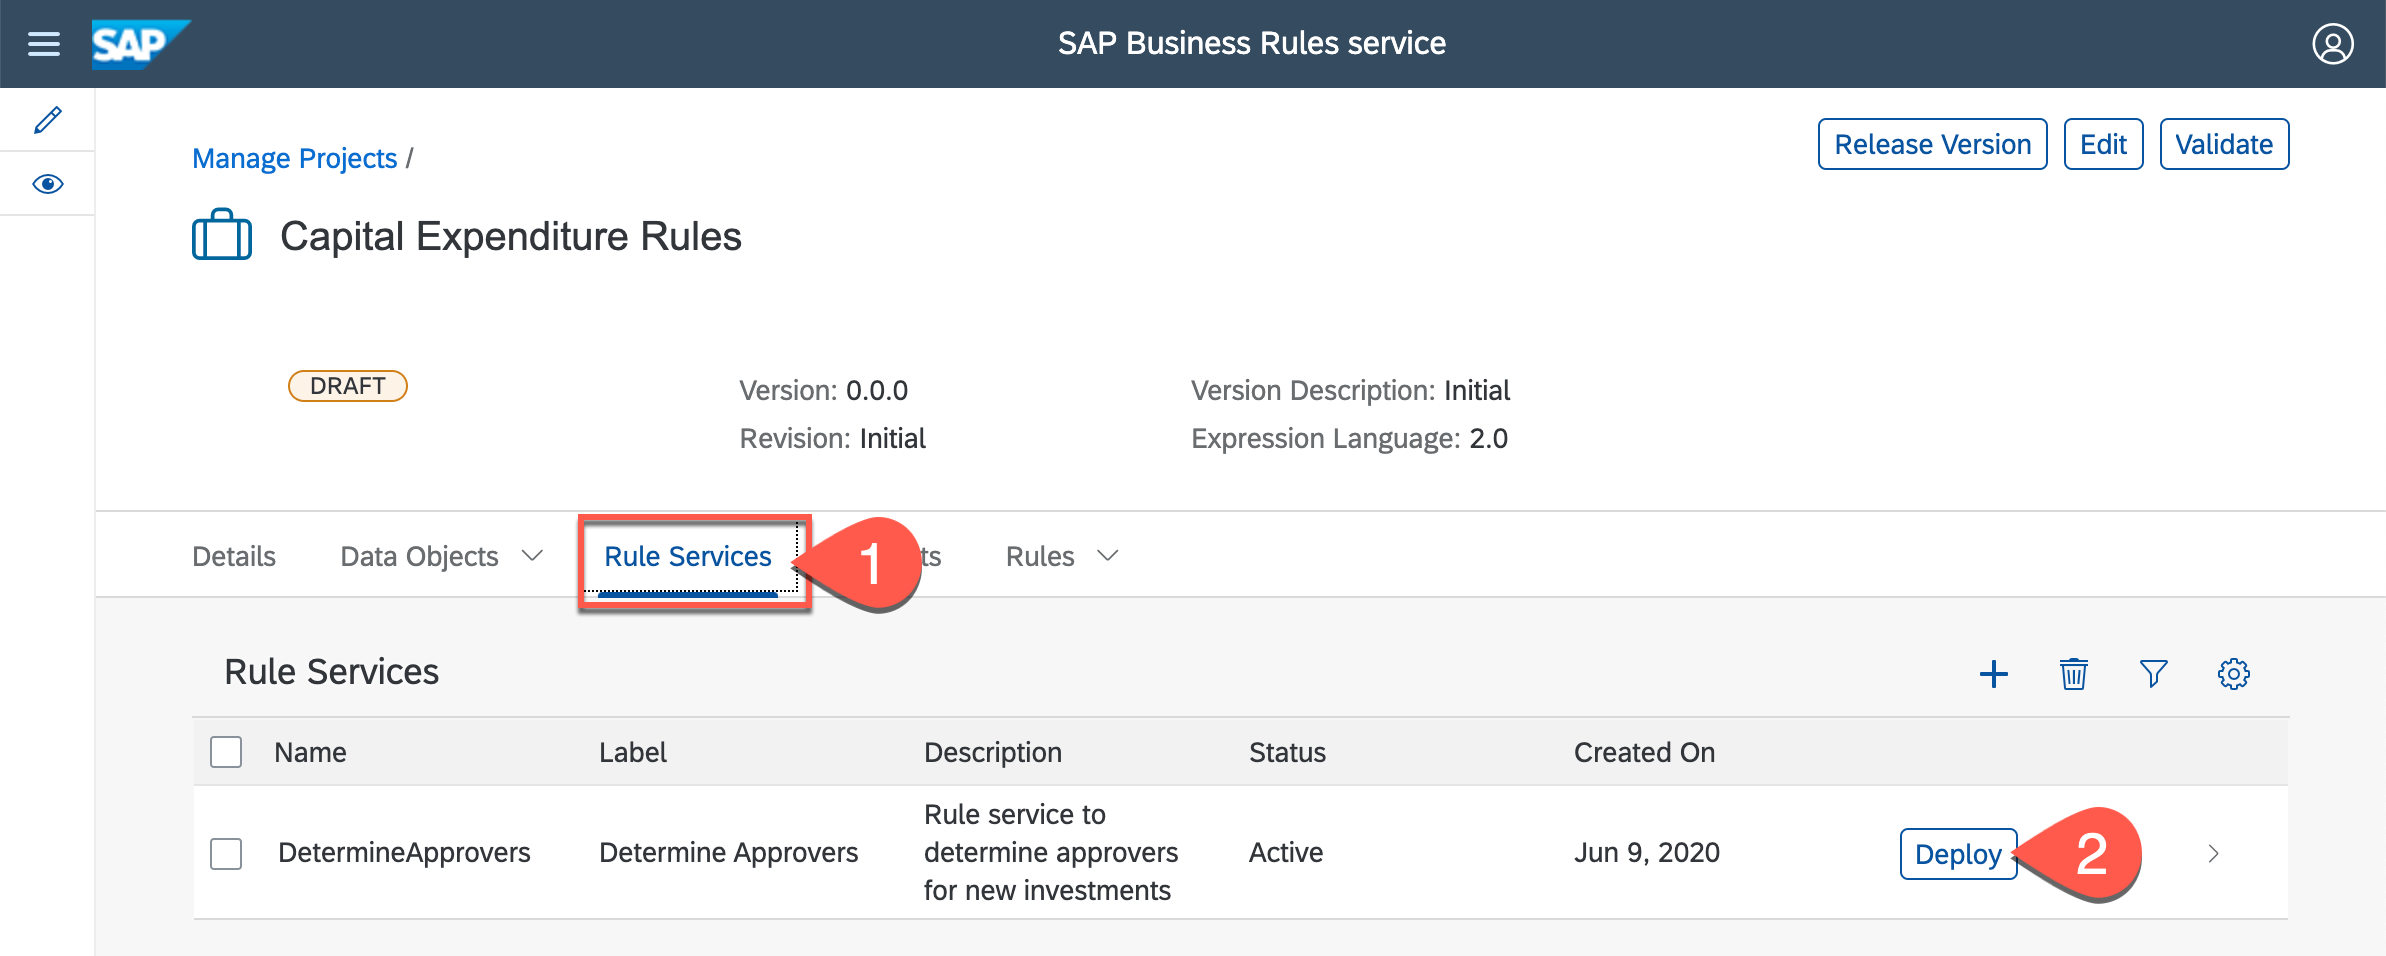 SAP
SAP Business Rules service
Manage Projects /
Release Version
Edit
Validate
Capital Expenditure Rules
DRAFT
Version: 0.0.0
Version Description: Initial
Revision: Initial
Expression Language: 2.0
Details
Data Objects
Rule Services
1
ts
Rules
Rule Services
Name
Label
Description
Status
Created On
DetermineApprovers
Determine Approvers
Rule service to
determine approvers
for new investments
Active
Jun 9, 2020
Deploy
2